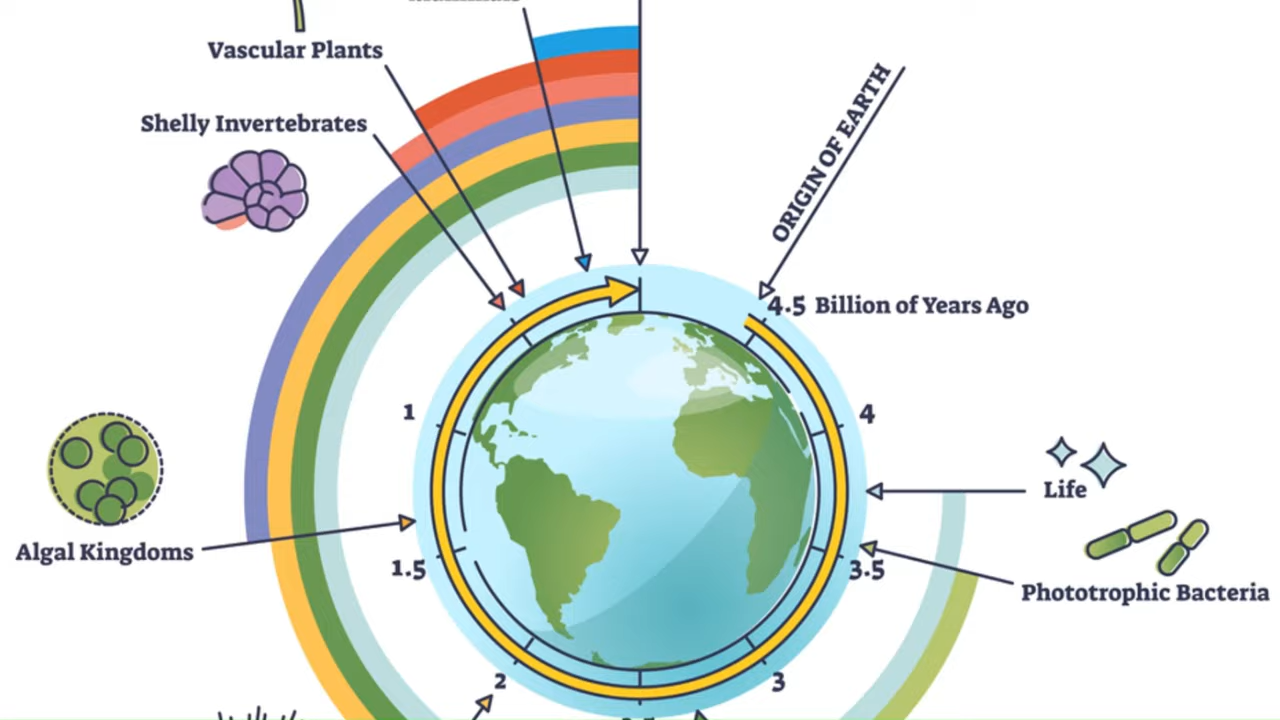 Vascular Plants
Shelly Invertebrates
ORIGIN OF EARTH
4.5 Billion of Years Ago
1
4
Life
Algal Kingdoms
1.5
3.5
Phototrophic Bacteria
2
3